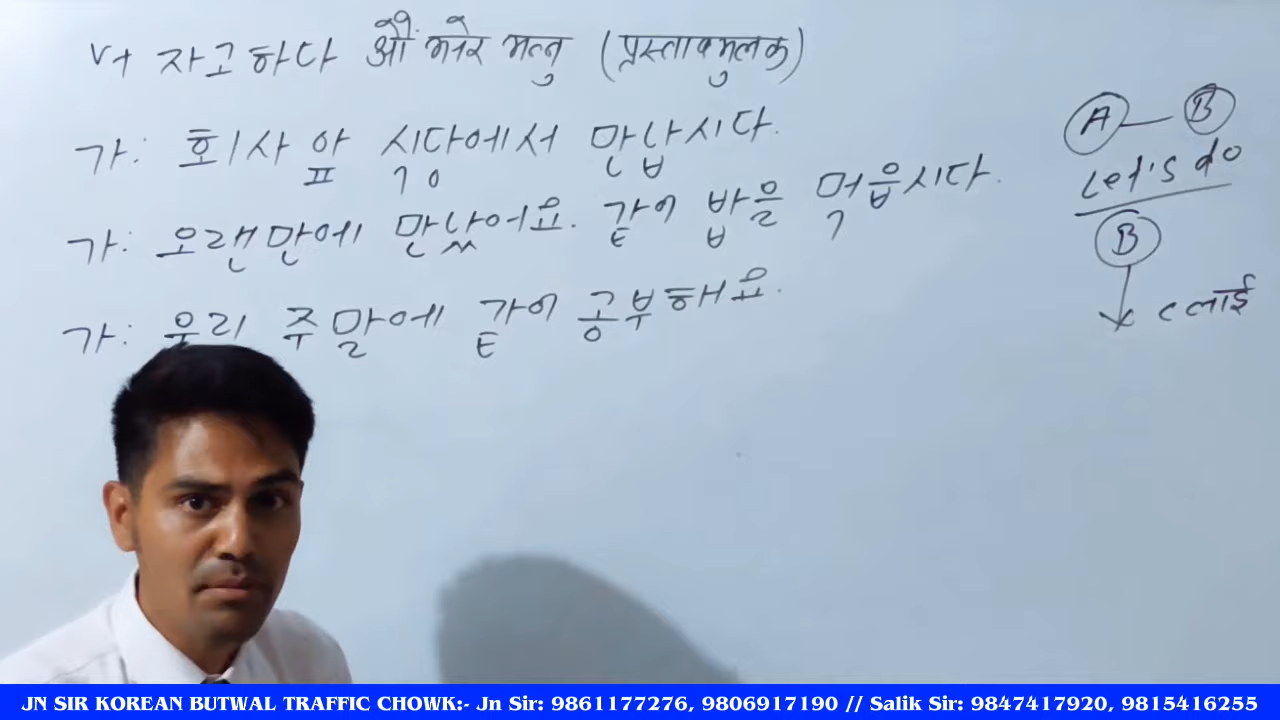 V+ 자고하다 औं भनेर भन्नु (प्रस्तावमुलक)
가: 회사 앞 식당에서 만납시다.
가: 오랜만에 만났어요. 같이 밥을 먹읍시다.
가: 우리 주말에 같이 공부해요.
A — B
Let's do
B
लाई
JN SIR KOREAN BUTWAL TRAFFIC CHOWK:- Jn Sir: 9861177276, 9806917190 // Salik Sir: 9847417920, 9815416255